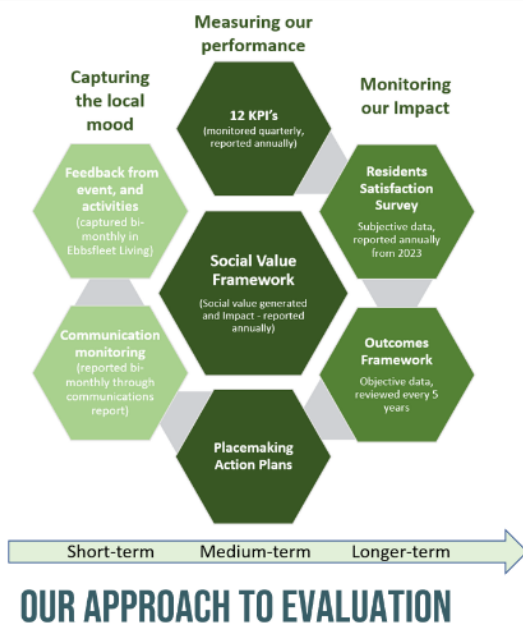 Measuring our
performance
Capturing
the local
mood
Monitoring
our Impact
12 KPI's
(monitored quarterly,
reported annually)
Feedback from
event, and
activities
(captured bi-
monthly in
Ebbsfleet Living)
Residents
Satisfaction
Survey
Subjective data,
reported annually
from 2023
Social Value
Framework
(Social value generated
and Impact - reported
annually)
Communication
monitoring
(reported bi-
monthly through
communications
report)
Outcomes
Framework
Objective data,
reviewed every 5
years
Placemaking
Action Plans
Short-term Medium-term Longer-term
OUR APPROACH TO EVALUATION